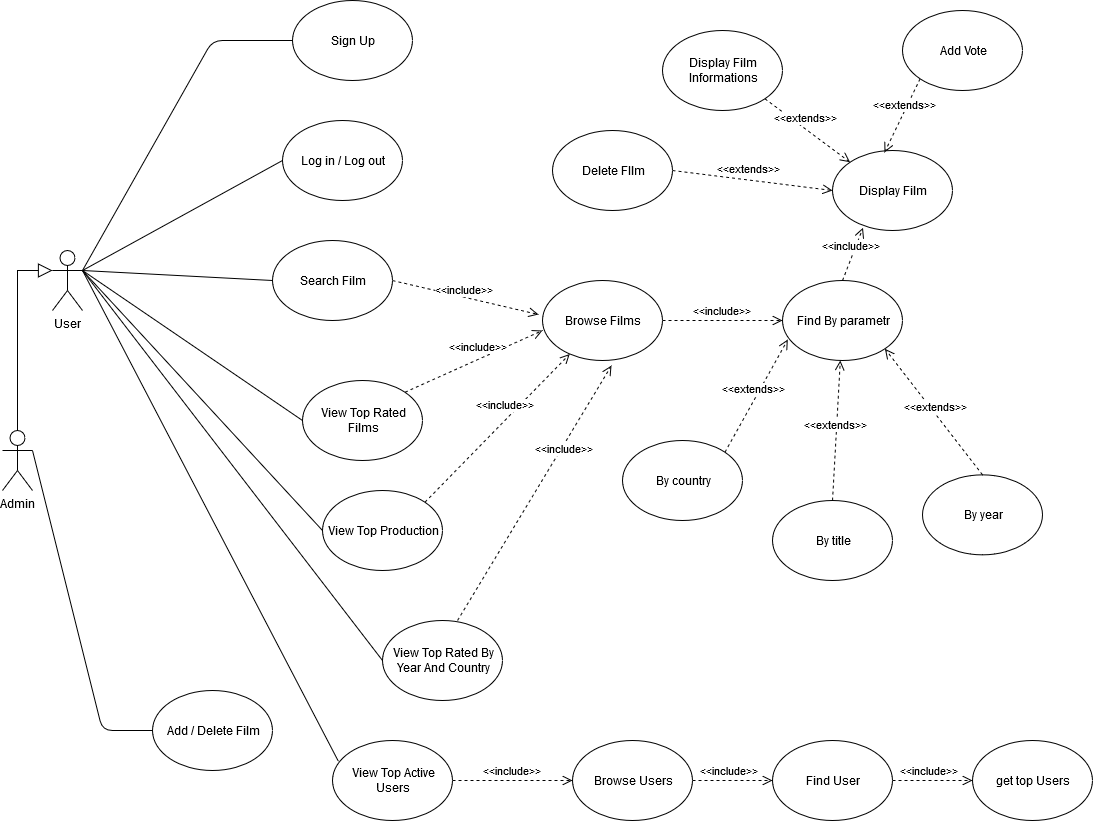 Sign Up
Display Film
Informations
Add Vote
<<extends>>
<<extends>>
Log in / Log out
Delete FIlm
<<extends>>
Display Film
<<include>>
User
Search Film
<<include>>
Browse Films
<<include>>
Find By parametr
<<include>>
<<extends>>
View Top Rated
Films
<<include>>
<<extends>>
<<extends>>
<<include>>
By country
By title
By year
Admin
View Top Production
View Top Rated By
Year And Country
Add / Delete Film
View Top Active
Users
<<include>>
Browse Users
<<include>>
Find User
<<include>>
get top Users